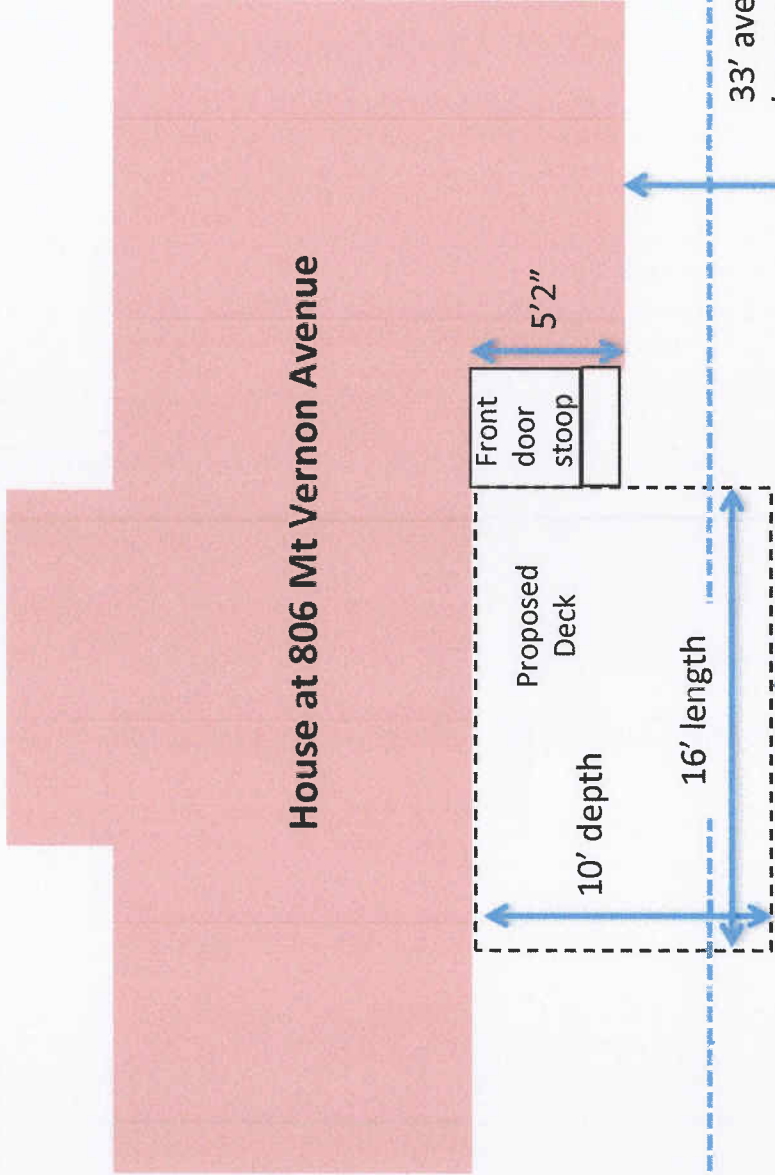 House at 806 Mt Vernon Avenue
Front
door
stoop
5'2"
Proposed
Deck
10' depth
16' length
33' ave